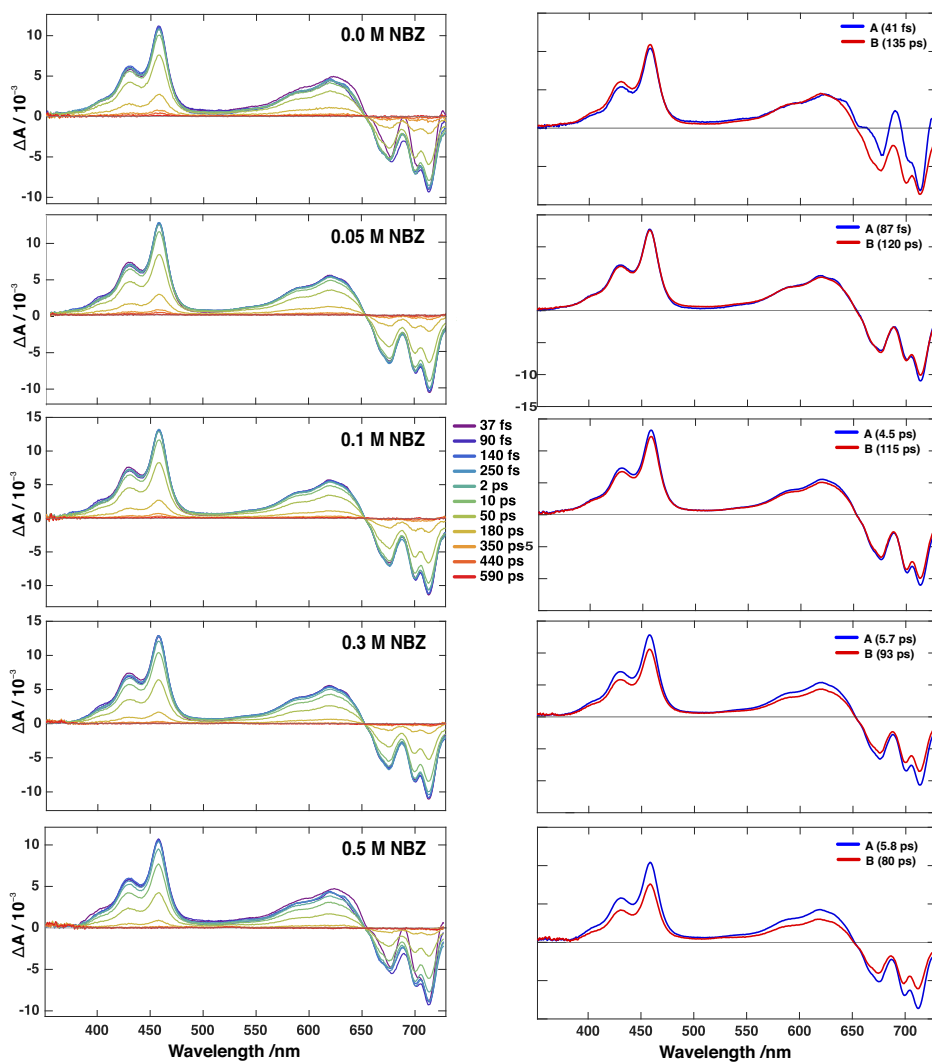 0.0 M NBZ
10
5
0
-5
-10
ΔA / 10⁻³
A (41 fs)
B (135 ps)
0.05 M NBZ
10
5
0
-5
-10
ΔA / 10⁻³
A (87 fs)
B (120 ps)
-10
-15
0.1 M NBZ
15
10
5
0
-5
-10
ΔA / 10⁻³
37 fs
90 fs
140 fs
250 fs
2 ps
10 ps
50 ps
180 ps
350 ps
440 ps
590 ps
A (4.5 ps)
B (115 ps)
-5
0.3 M NBZ
15
10
5
0
-5
-10
ΔA / 10⁻³
A (5.7 ps)
B (93 ps)
0.5 M NBZ
10
5
0
-5
-10
ΔA / 10⁻³
A (5.8 ps)
B (80 ps)
400 450 500 550 600 650 700
Wavelength /nm
350 400 450 500 550 600 650 700
Wavelength /nm